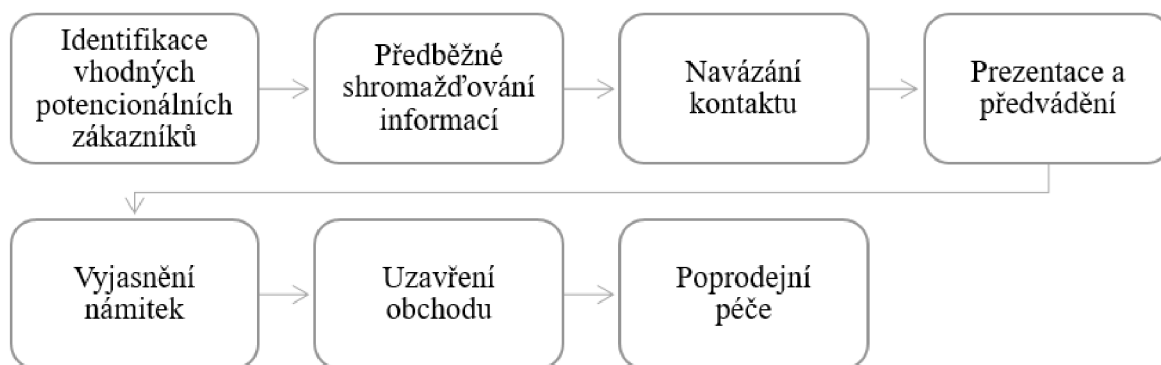 Identifikace
vhodných
potencionálních
zákazníků
Předběžné
shromažďování
informací
Navázání
kontaktu
Prezentace a
předvádění
Vyjasnění
námitek
Uzavření
obchodu
Poprodejní
péče